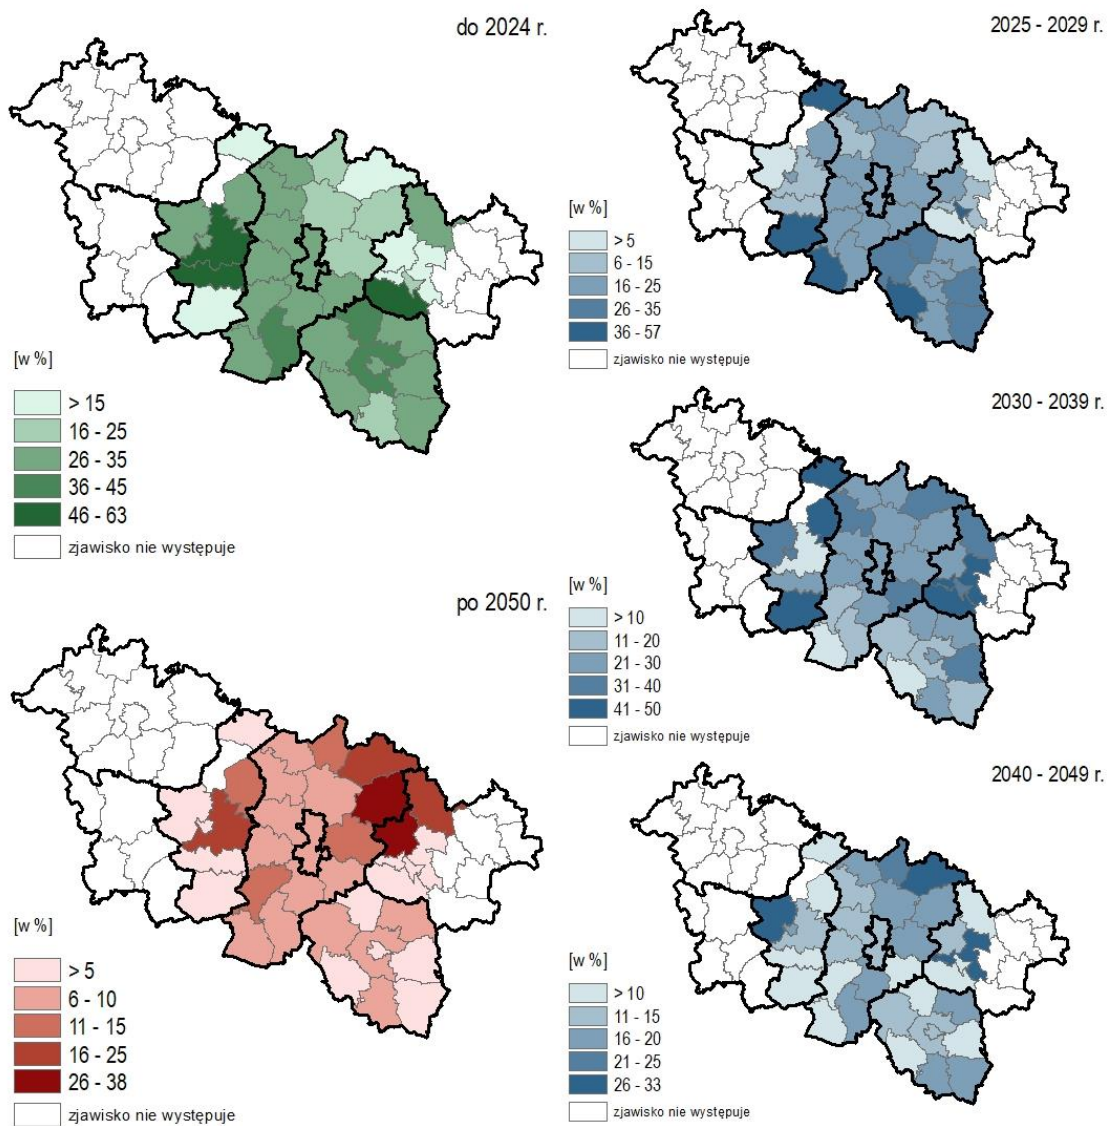 do 2024 r.
[w %]
> 15
16 - 25
26 - 35
36 - 45
46 - 63
zjawisko nie występuje
po 2050 r.
[w %]
> 5
6 - 10
11 - 15
16 - 25
26 - 38
zjawisko nie występuje
2025 - 2029 r.
[w %]
> 5
6 - 15
16 - 25
26 - 35
36 - 57
zjawisko nie występuje
2030 - 2039 r.
[w %]
> 10
11 - 20
21 - 30
31 - 40
41 - 50
zjawisko nie występuje
2040 - 2049 r.
[w %]
> 10
11 - 15
16 - 20
21 - 25
26 - 33
zjawisko nie występuje